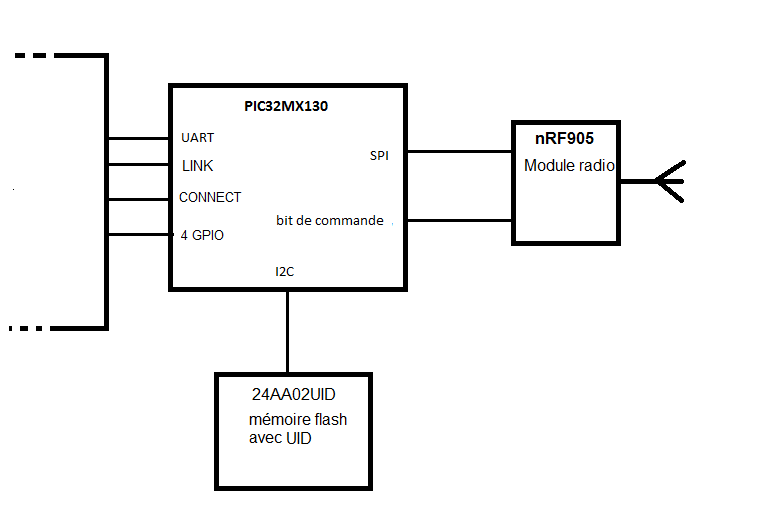 PIC32MX130
UART
LINK
CONNECT
4 GPIO
SPI
bit de commande
I2C
nRF905
Module radio
24AA02UID
mémoire flash
avec UID